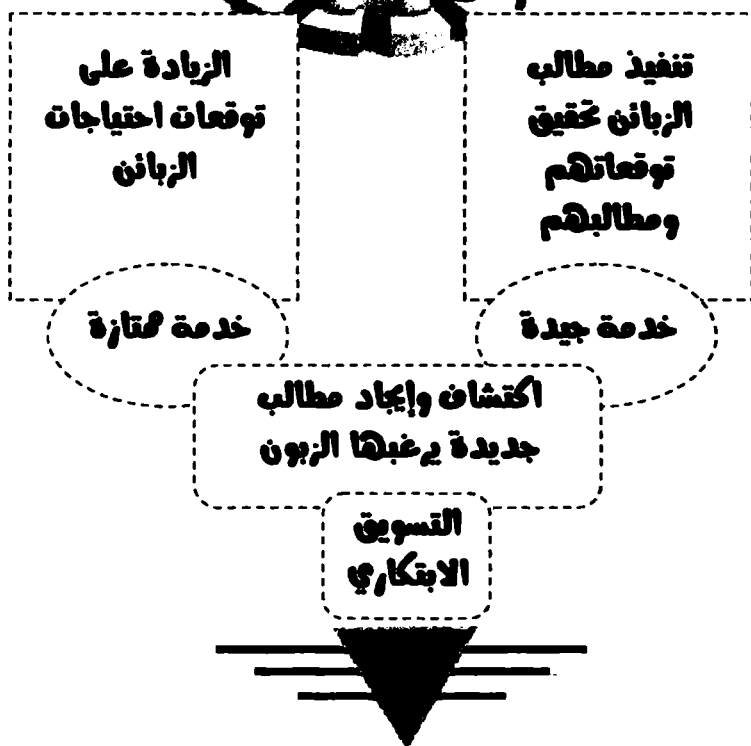 تنفيذ مطالب
الزبائن تحقيق
توقعاتهم
ومطالبهم
خدمة جيدة
الزيادة على
توقعات احتياجات
الزبائن
خدمة ممتازة
اكتشاف وإيجاد مطالب
جديدة يرغبها الزبون
التسويق
الابتكاري